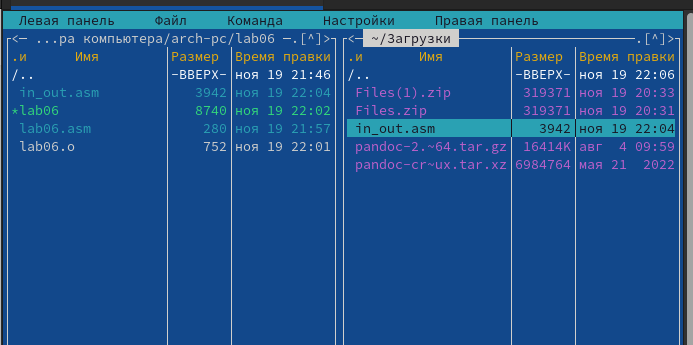 Левая панель Файл Команда Настройки Правая панель
<— ...ра компьютера/arch-pc/lab06 —.[^]>
.и Имя Размер Время правки
/.. -ВВЕРХ- ноя 19 21:46
in_out.asm 3942 ноя 19 22:04
*lab06 8740 ноя 19 22:02
lab06.asm 280 ноя 19 21:57
lab06.o 752 ноя 19 22:01
<— ~/Загрузки —.[^]>
.и Имя Размер Время правки
/.. -ВВЕРХ- ноя 19 22:06
Files(1).zip 319371 ноя 19 20:33
Files.zip 319371 ноя 19 20:31
in_out.asm 3942 ноя 19 22:04
pandoc-2.~64.tar.gz 16414K авг 4 09:59
pandoc-cr~ux.tar.xz 6984764 мая 21 2022